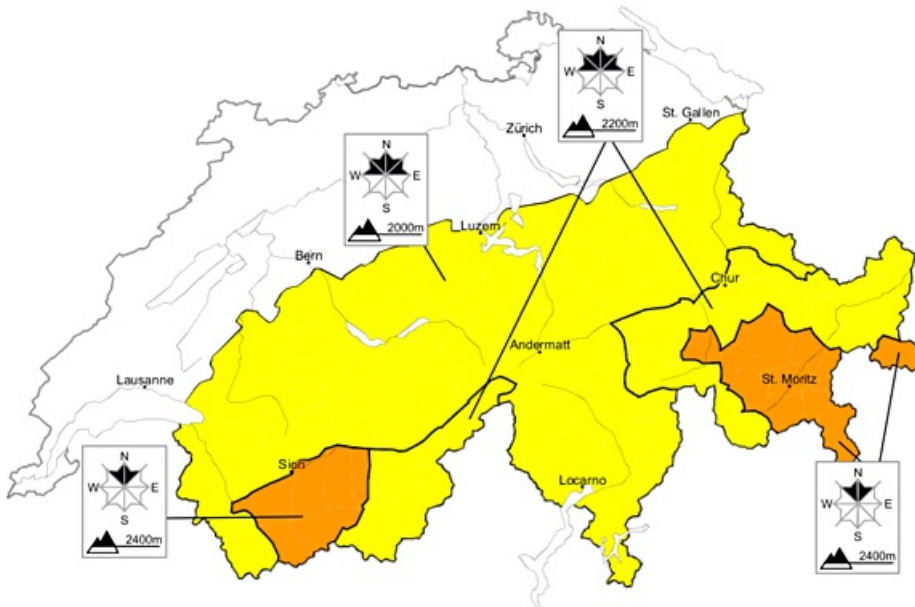 N
W E
S
2200m
St. Gallen
Zürich
N
W E
S
2000m
Luzern
Bern
Chur
Andermatt
Lausanne
St. Moritz
N
W E
S
2400m
Sion
Locarno
N
W E
S
2400m